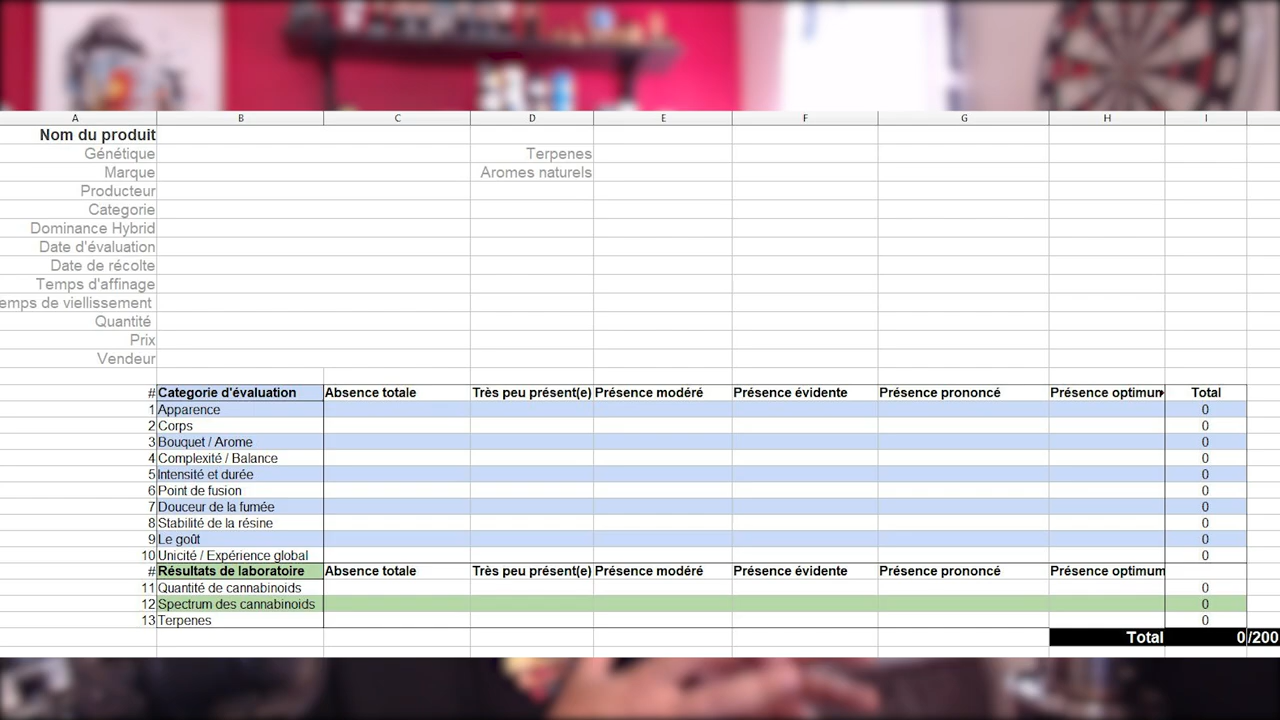 A B C D E F G H I
Nom du produit
Génétique Terpenes
Marque Aromes naturels
Producteur
Categorie
Dominance Hybrid
Date d'évaluation
Date de récolte
Temps d'affinage
emps de viellissement
Quantité
Prix
Vendeur
# Categorie d'évaluation Absence totale Très peu présent(e) Présence modéré Présence évidente Présence prononcé Présence optimum Total
1 Apparence 0
2 Corps 0
3 Bouquet / Arome 0
4 Complexité / Balance 0
5 Intensité et durée 0
6 Point de fusion 0
7 Douceur de la fumée 0
8 Stabilité de la résine 0
9 Le goût 0
10 Unicité / Expérience global 0
# Résultats de laboratoire Absence totale Très peu présent(e) Présence modéré Présence évidente Présence prononcé Présence optimum
11 Quantité de cannabinoids 0
12 Spectrum des cannabinoids 0
13 Terpenes 0
Total 0/200